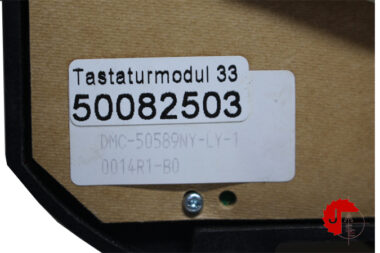 Tastaturmodul 33
50082503
DMC-50589NY-LY-1
0014R1-B0